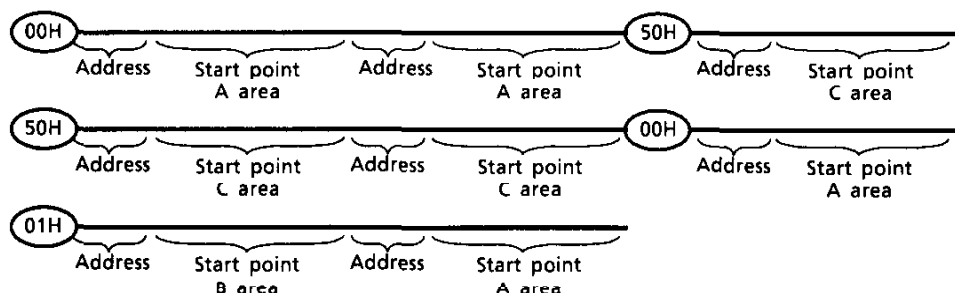 00H 50H
Address Start point Address Start point Address Start point
A area A area C area
50H 00H
Address Start point Address Start point Address Start point
C area C area A area
01H
Address Start point Address Start point
B area A area